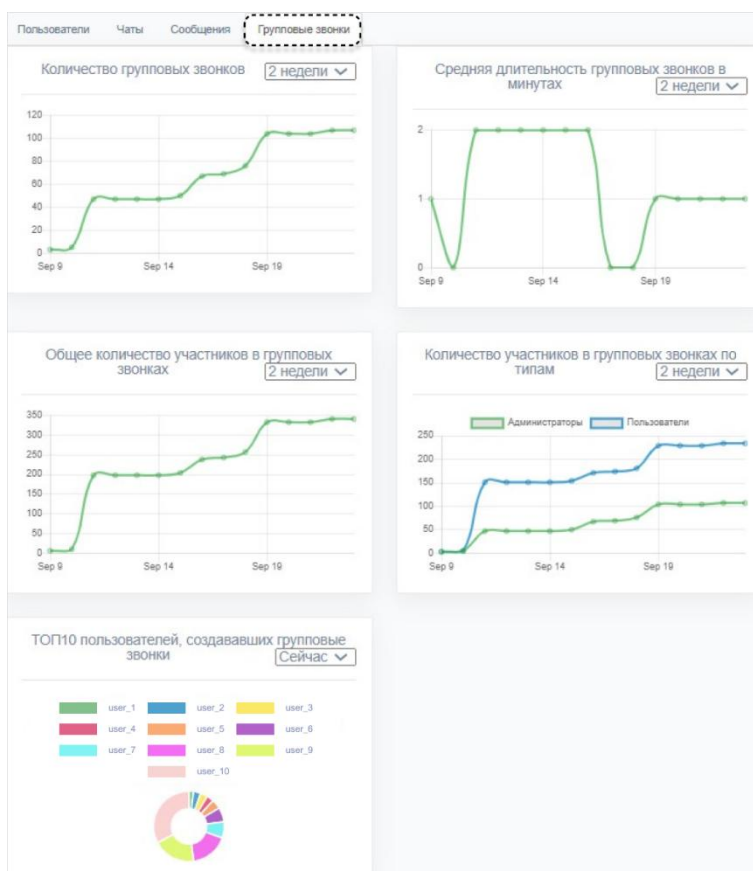 Пользователи Чаты Сообщения Групповые звонки
Количество групповых звонков 2 недели
120
100
80
60
40
20
0
Sep 9 Sep 14 Sep 19
Средняя длительность групповых звонков в
минутах 2 недели
2
1
0
Sep 9 Sep 14 Sep 19
Общее количество участников в групповых
звонках 2 недели
350
300
250
200
150
100
50
0
Sep 9 Sep 14 Sep 19
Количество участников в групповых звонках по
типам 2 недели
Администраторы Пользователи
250
200
150
100
50
0
Sep 9 Sep 14 Sep 19
ТОП10 пользователей, создававших групповые
звонки Сейчас
user_1 user_2 user_3
user_4 user_5 user_6
user_7 user_8 user_9
user_10